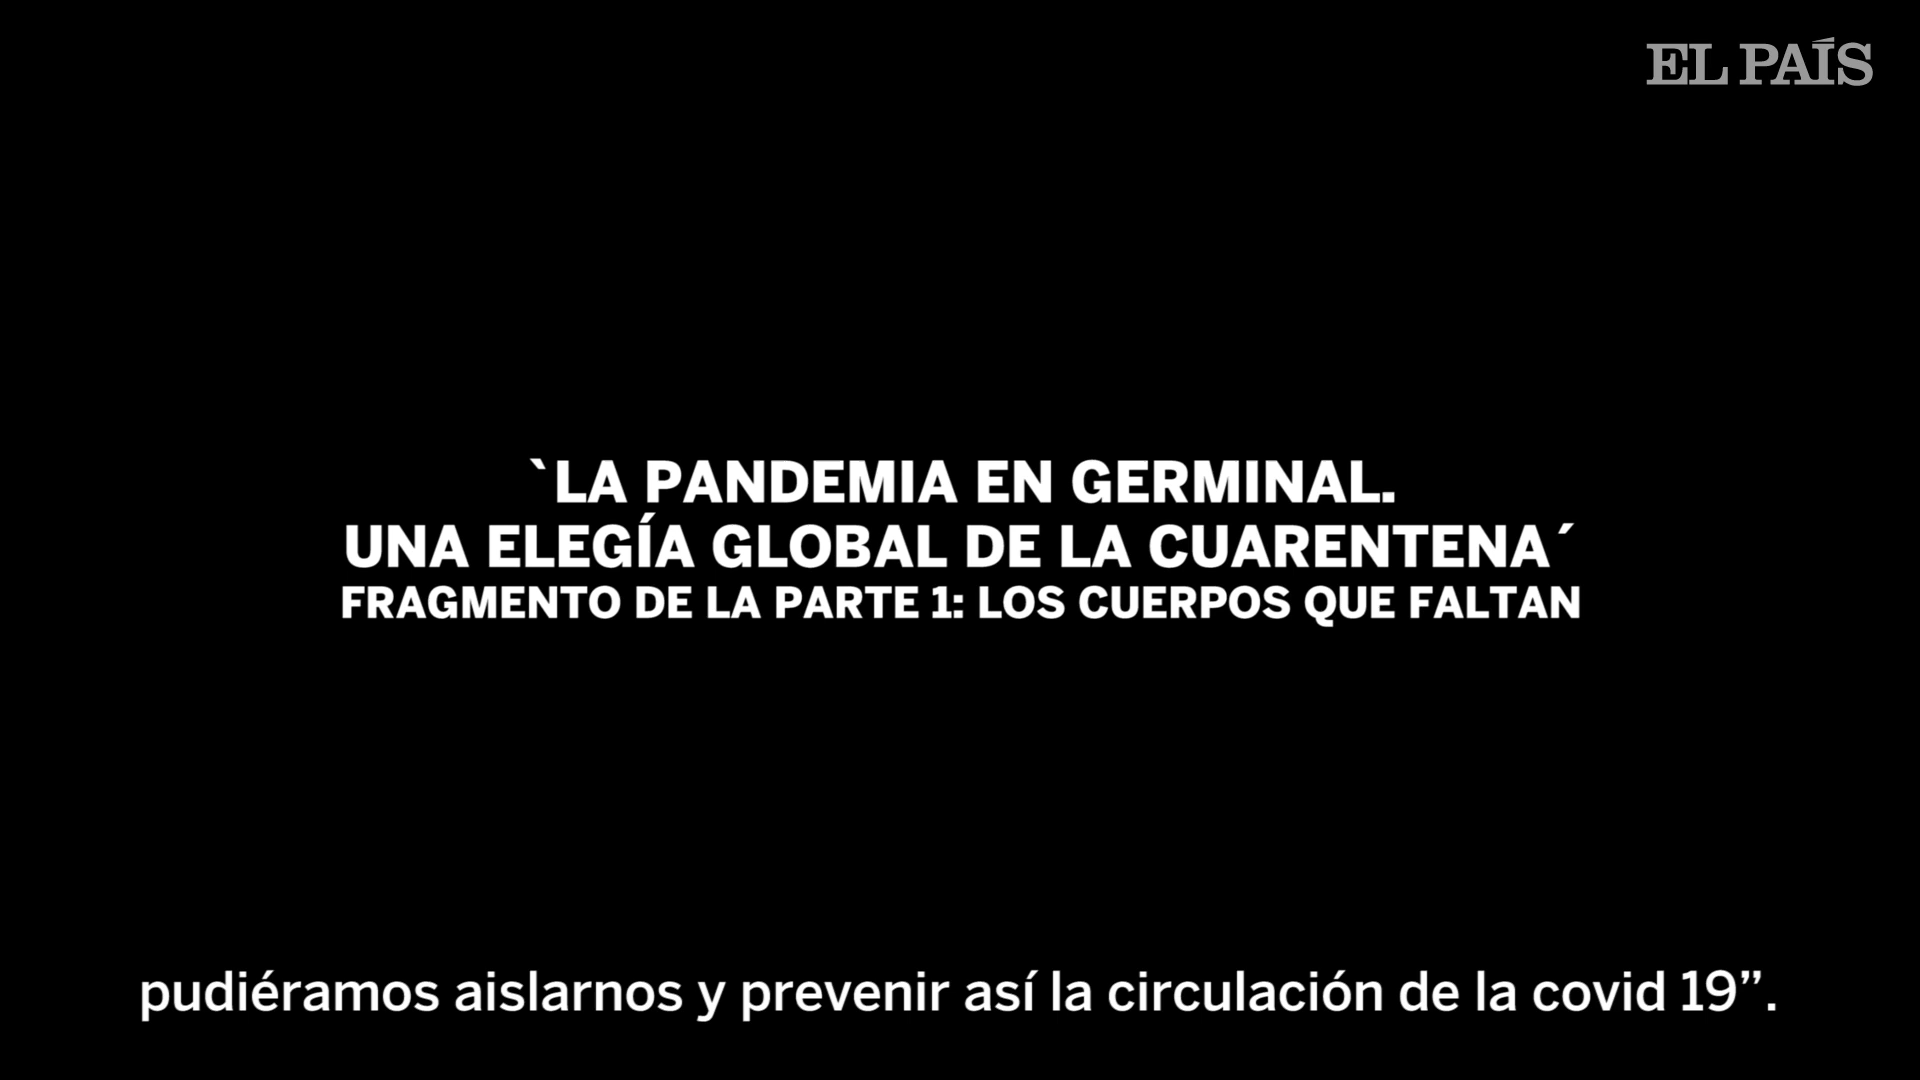 EL PAÍS
`LA PANDEMIA EN GERMINAL.
UNA ELEGÍA GLOBAL DE LA CUARENTENA´
FRAGMENTO DE LA PARTE 1: LOS CUERPOS QUE FALTAN
pudiéramos aislarnos y prevenir así la circulación de la covid 19”.